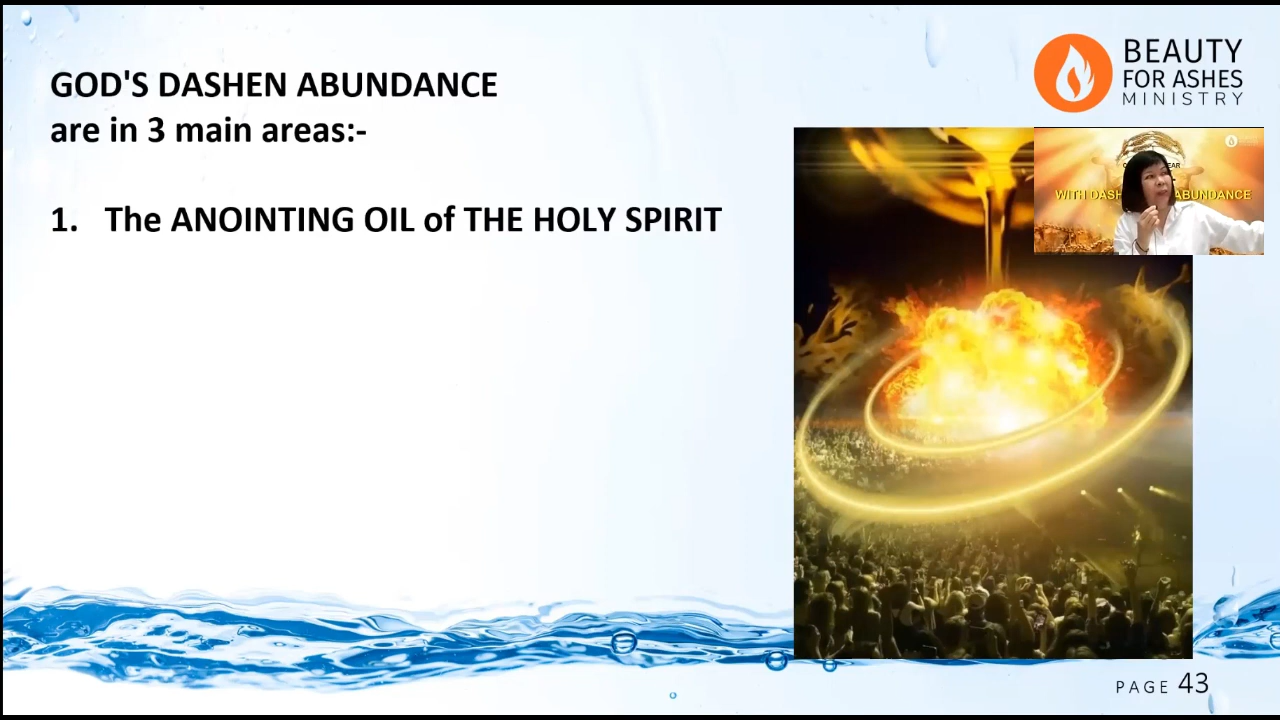 GOD'S DASHEN ABUNDANCE
are in 3 main areas:-
1. The ANOINTING OIL of THE HOLY SPIRIT
BEAUTY
FOR ASHES
MINISTRY
WITH DASH ABUNDANCE
PAGE 43